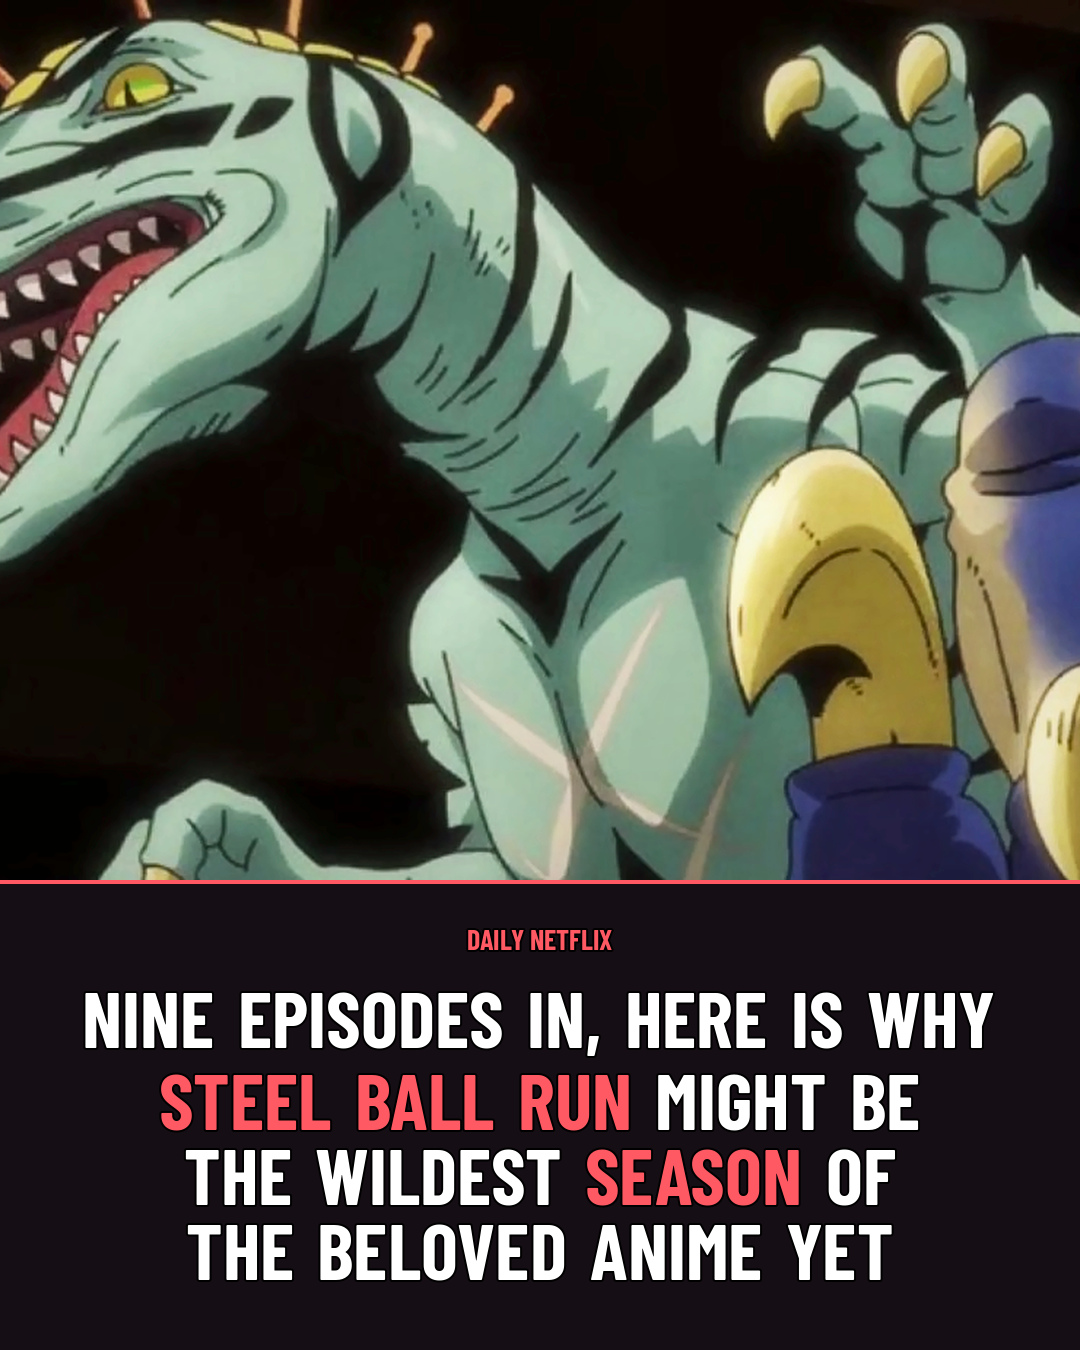 DAILY NETFLIX
NINE EPISODES IN, HERE IS WHY
STEEL BALL RUN MIGHT BE
THE WILDEST SEASON OF
THE BELOVED ANIME YET